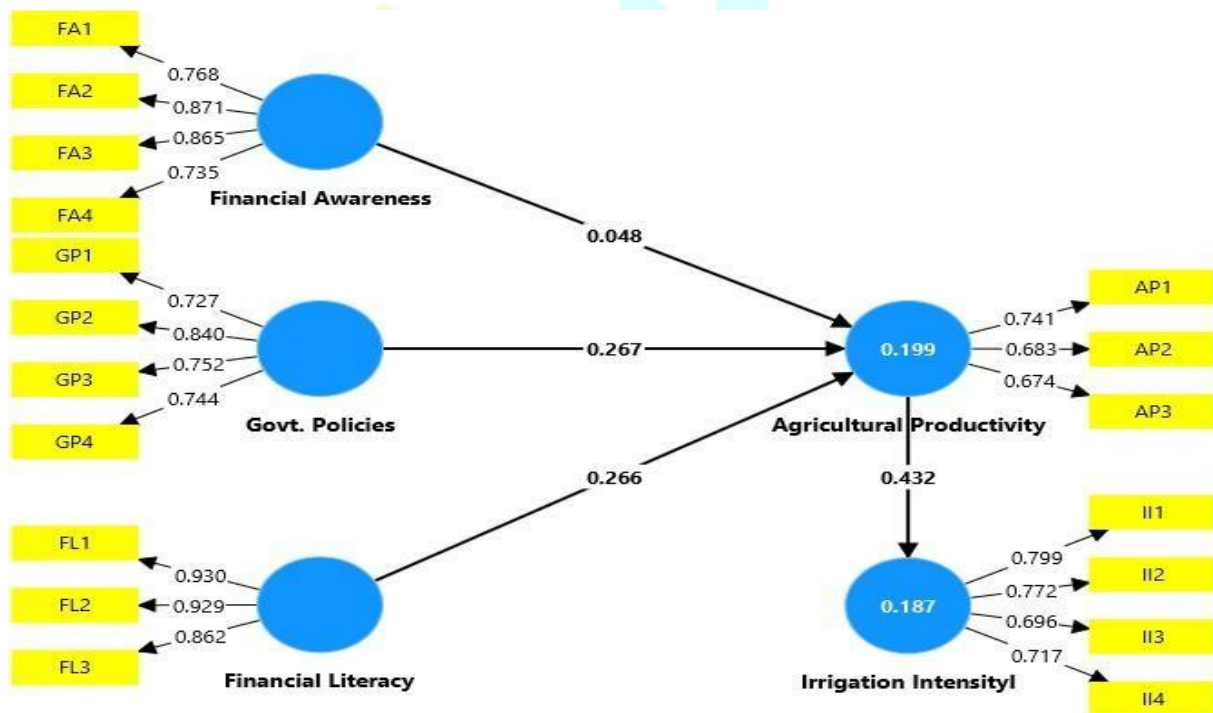 FA1
0.768
FA2
0.871
FA3
0.865
0.735
FA4
Financial Awareness
0.048
GP1
0.727
GP2
0.840
GP3
0.752
0.744
GP4
Govt. Policies
0.267
0.199
Agricultural Productivity
AP1
0.741
AP2
0.683
0.674
AP3
0.266
0.432
FL1
0.930
FL2
0.929
0.862
FL3
Financial Literacy
0.187
Irrigation Intensityl
II1
0.799
II2
0.772
0.696
II3
0.717
II4